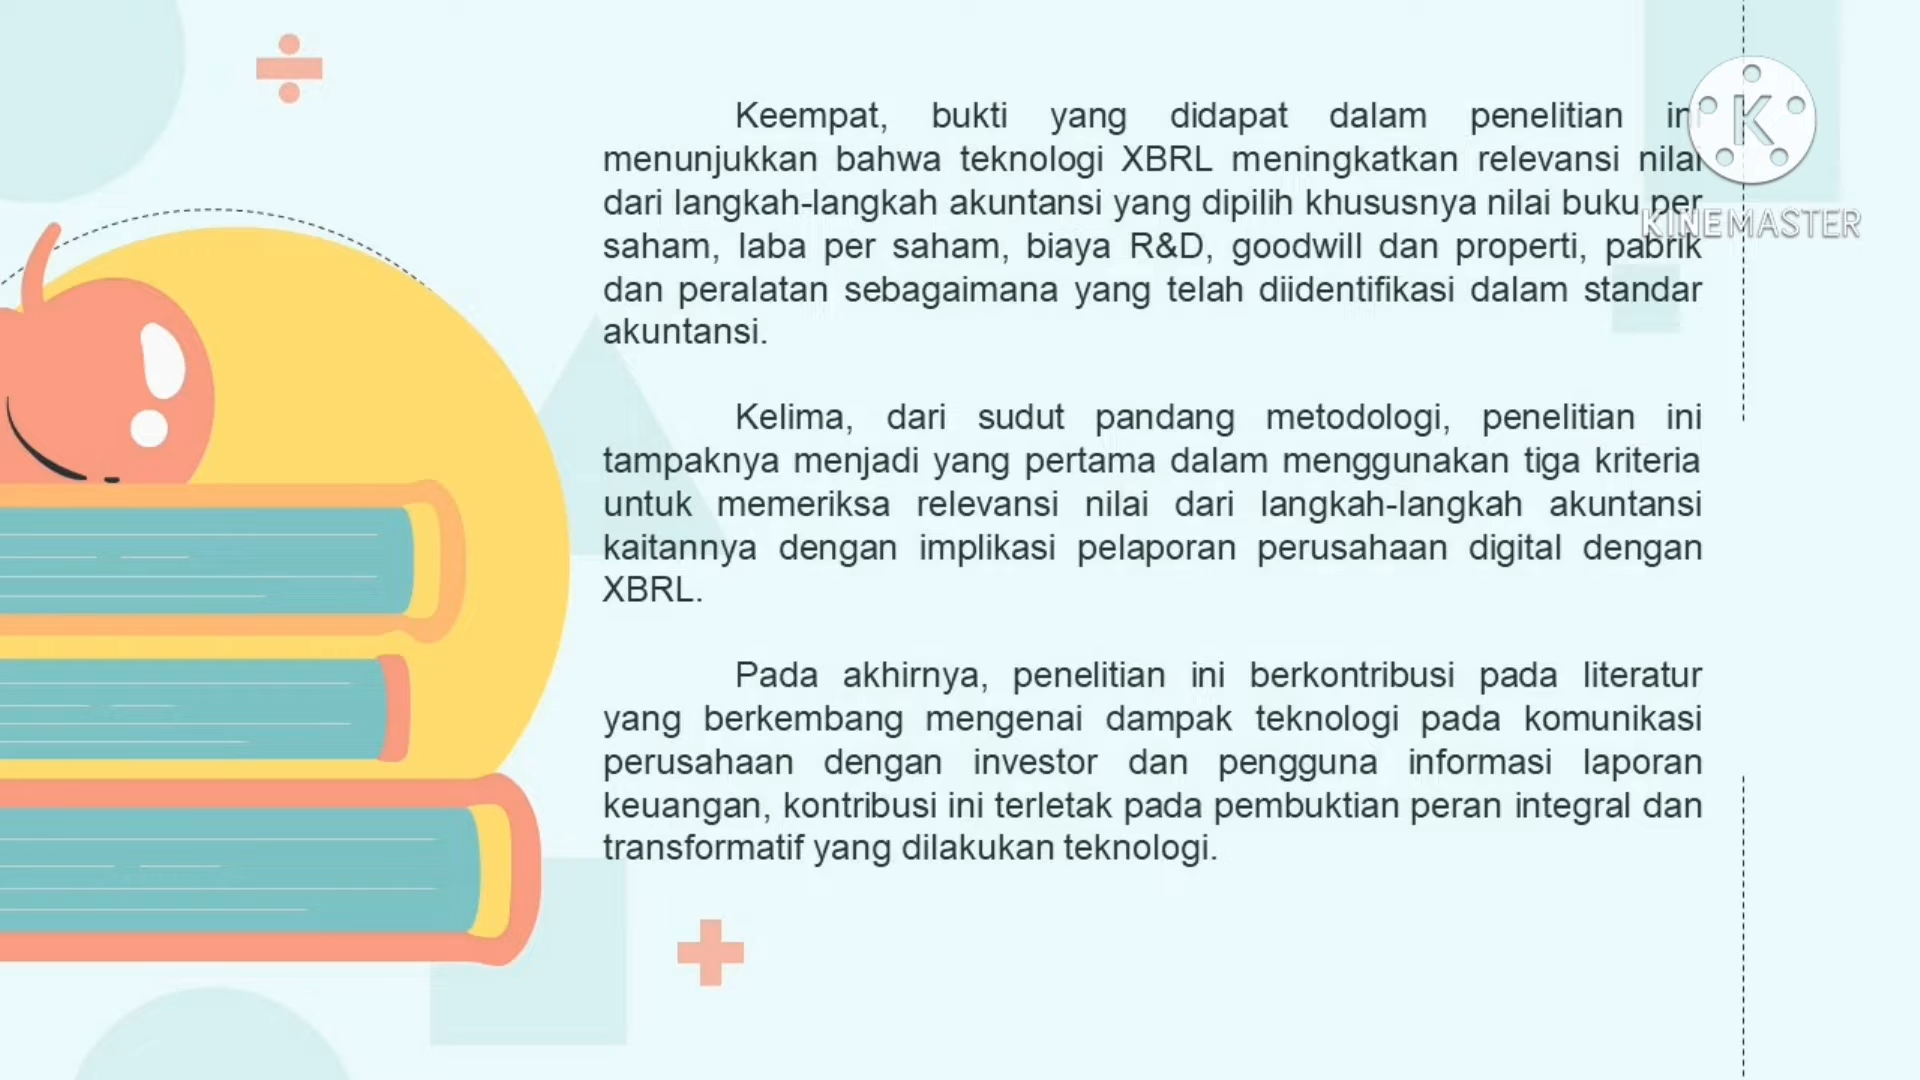 Keempat, bukti yang didapat dalam penelitian ini
menunjukkan bahwa teknologi XBRL meningkatkan relevansi nilai
dari langkah-langkah akuntansi yang dipilih khususnya nilai buku per
saham, laba per saham, biaya R&D, goodwill dan properti, pabrik
dan peralatan sebagaimana yang telah diidentifikasi dalam standar
akuntansi.
Kelima, dari sudut pandang metodologi, penelitian ini
tampaknya menjadi yang pertama dalam menggunakan tiga kriteria
untuk memeriksa relevansi nilai dari langkah-langkah akuntansi
kaitannya dengan implikasi pelaporan perusahaan digital dengan
XBRL.
Pada akhirnya, penelitian ini berkontribusi pada literatur
yang berkembang mengenai dampak teknologi pada komunikasi
perusahaan dengan investor dan pengguna informasi laporan
keuangan, kontribusi ini terletak pada pembuktian peran integral dan
transformatif yang dilakukan teknologi.
K
KINEMASTER